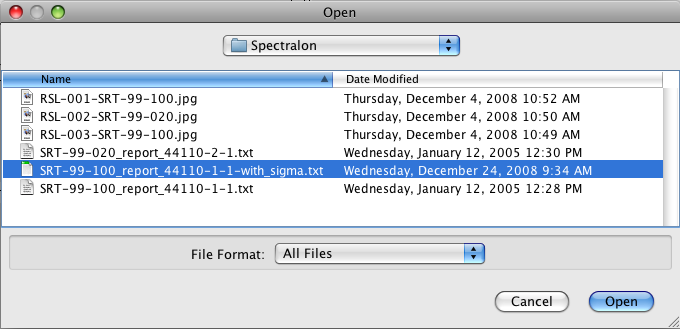 Open
Spectralon
Name Date Modified
RSL-001-SRT-99-100.jpg Thursday, December 4, 2008 10:52 AM
RSL-002-SRT-99-020.jpg Thursday, December 4, 2008 10:50 AM
RSL-003-SRT-99-100.jpg Thursday, December 4, 2008 10:49 AM
SRT-99-020_report_44110-2-1.txt Wednesday, January 12, 2005 12:30 PM
SRT-99-100_report_44110-1-1-with_sigma.txt Wednesday, December 24, 2008 9:34 AM
SRT-99-100_report_44110-1-1.txt Wednesday, January 12, 2005 12:28 PM
File Format: All Files
Cancel Open